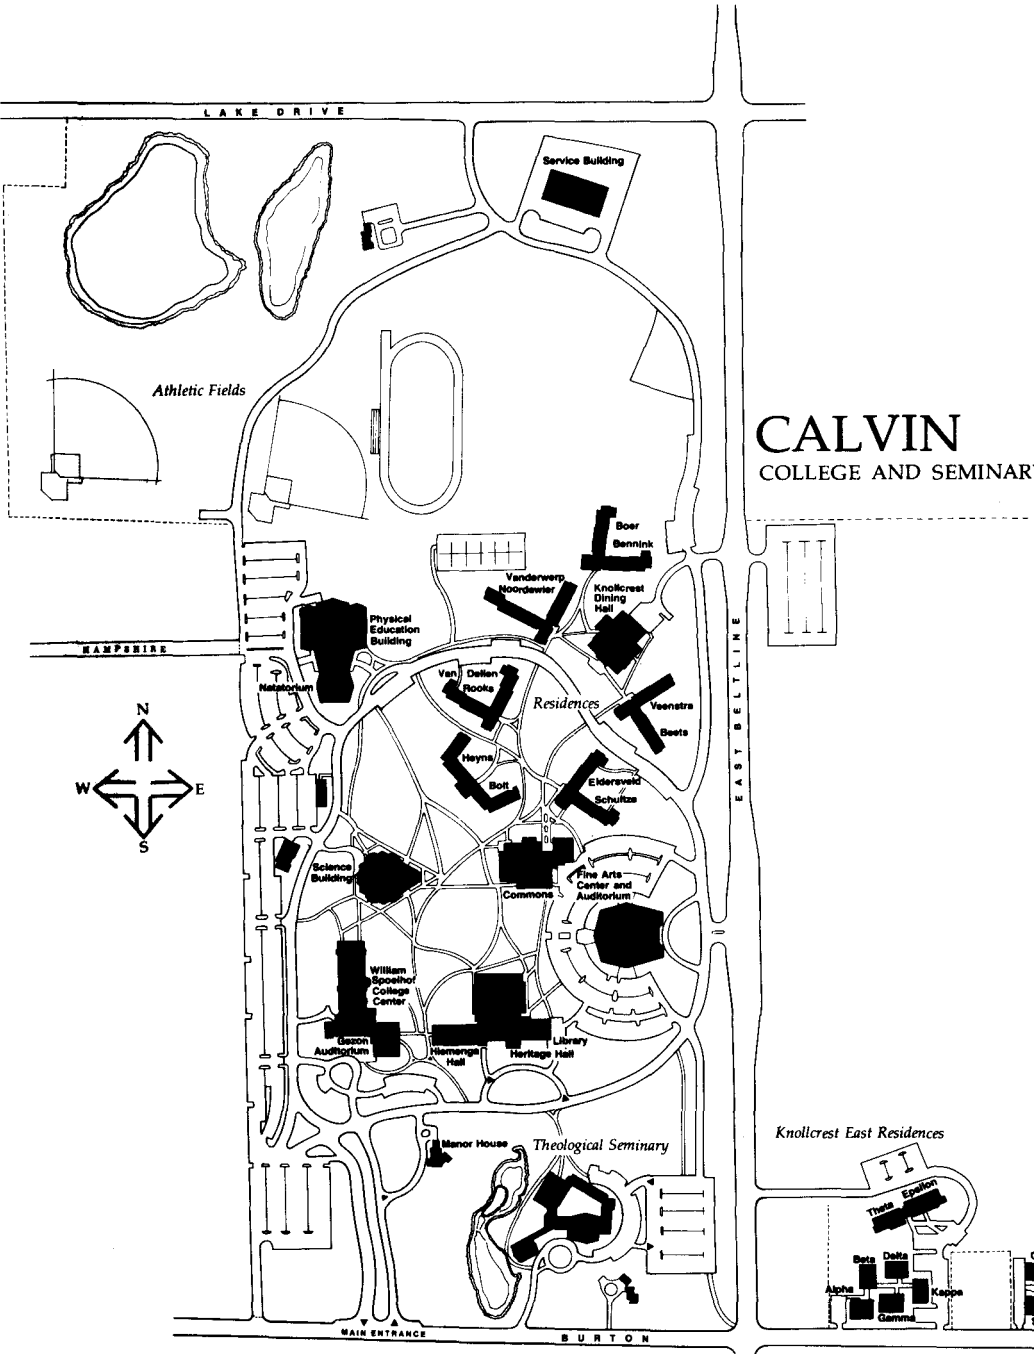 LAKE DRIVE
Service Building
Athletic Fields
CALVIN
COLLEGE AND SEMINARY
Boer
Bennink
Vanderwerp
Noordewier
Knollcrest
Dining
Hall
Physical
Education
Building
HAMPSHIRE
Natatorium
Van Dellen
Rooks
Residences
Veenstra
Beets
EAST BELTLINE
N
W E
S
Heyns
Bolt
Eldersveld
Schultze
Science
Building
Commons
Fine Arts
Center and
Auditorium
William
Spoelhof
College
Center
Gezon
Auditorium
Hiemenga
Hall
Library
Heritage Hall
Manor House
Theological Seminary
Knollcrest East Residences
Theta
Epsilon
Beta
Delta
Alpha
Kappa
Gamma
MAIN ENTRANCE
BURTON